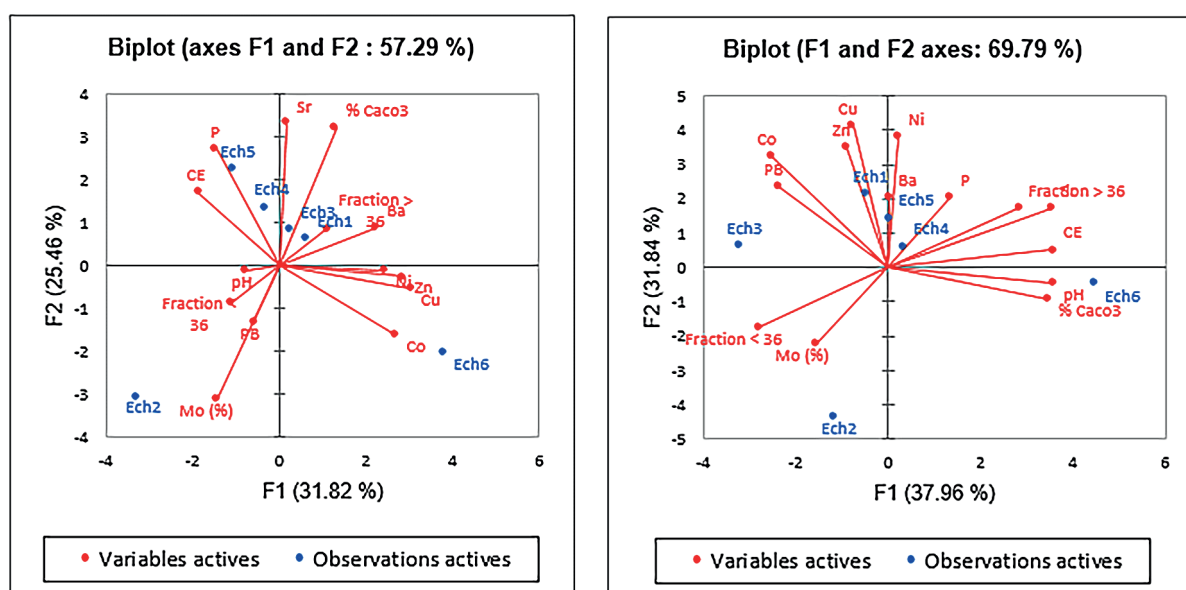 Biplot (axes F1 and F2 : 57.29 %)
4
3
2
1
0
-1
-2
-3
-4
F2 (25.46 %)
Sr
% Caco3
P
Ech5
CE
Ech4
Fraction >
36
Ba
Ech3
Ech1
pH
Ni
Zn
Cu
Fraction <
36
PB
Co
Ech6
Ech2
Mo (%)
-4
-2
0
2
4
6
F1 (31.82 %)
Variables actives
Observations actives
Biplot (F1 and F2 axes: 69.79 %)
5
4
3
2
1
0
-1
-2
-3
-4
-5
F2 (31.84 %)
Cu
Ni
Zn
Co
PB
Ech1
Ba
P
Fraction > 36
Ech5
Ech3
Ech4
CE
pH
Ech6
% Caco3
Fraction < 36
Mo (%)
Ech2
-4
-2
0
2
4
6
F1 (37.96 %)
Variables actives
Observations actives